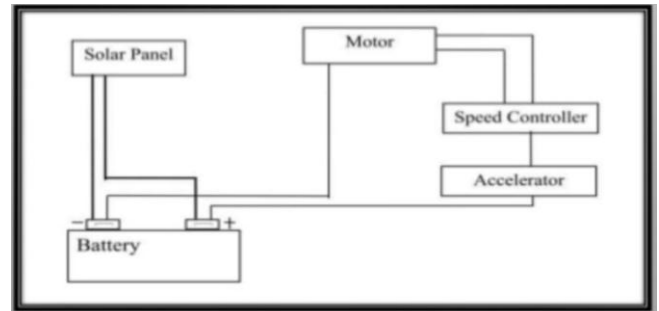 Solar Panel
Motor
Speed Controller
Accelerator
− +
Battery